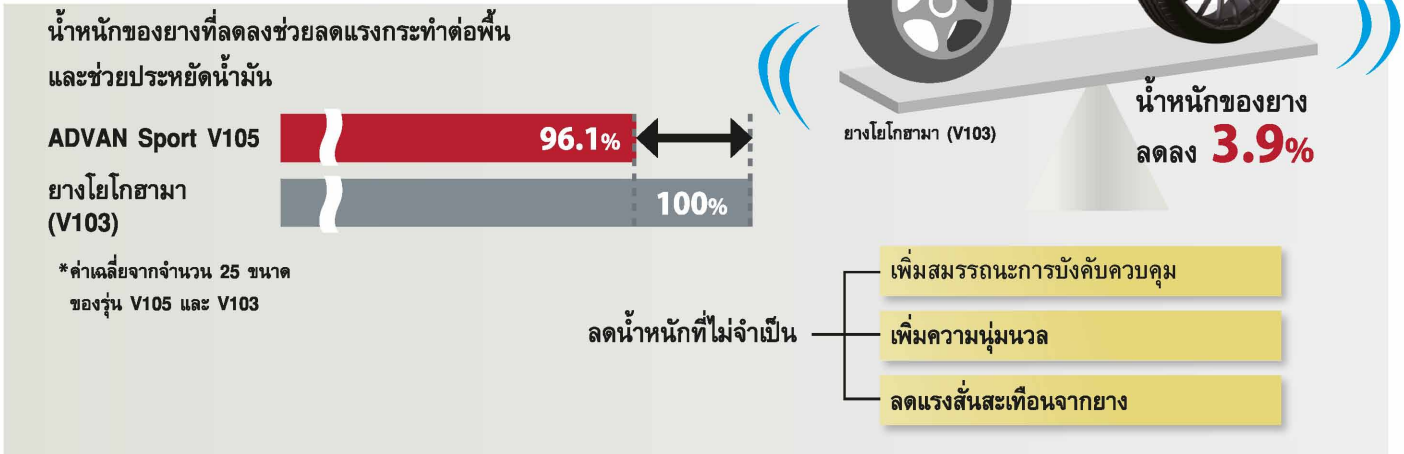 น้ำหนักของยางที่ลดลงช่วยลดแรงกระทำต่อพื้น
และช่วยประหยัดน้ำมัน
ADVAN Sport V105
96.1%
ยางโยโกฮามา
(V103)
100%
*ค่าเฉลี่ยจากจำนวน 25 ขนาด
ของรุ่น V105 และ V103
ยางโยโกฮามา (V103)
น้ำหนักของยาง
ลดลง 3.9%
ลดน้ำหนักที่ไม่จำเป็น
เพิ่มสมรรถนะการบังคับควบคุม
เพิ่มความนุ่มนวล
ลดแรงสั่นสะเทือนจากยาง